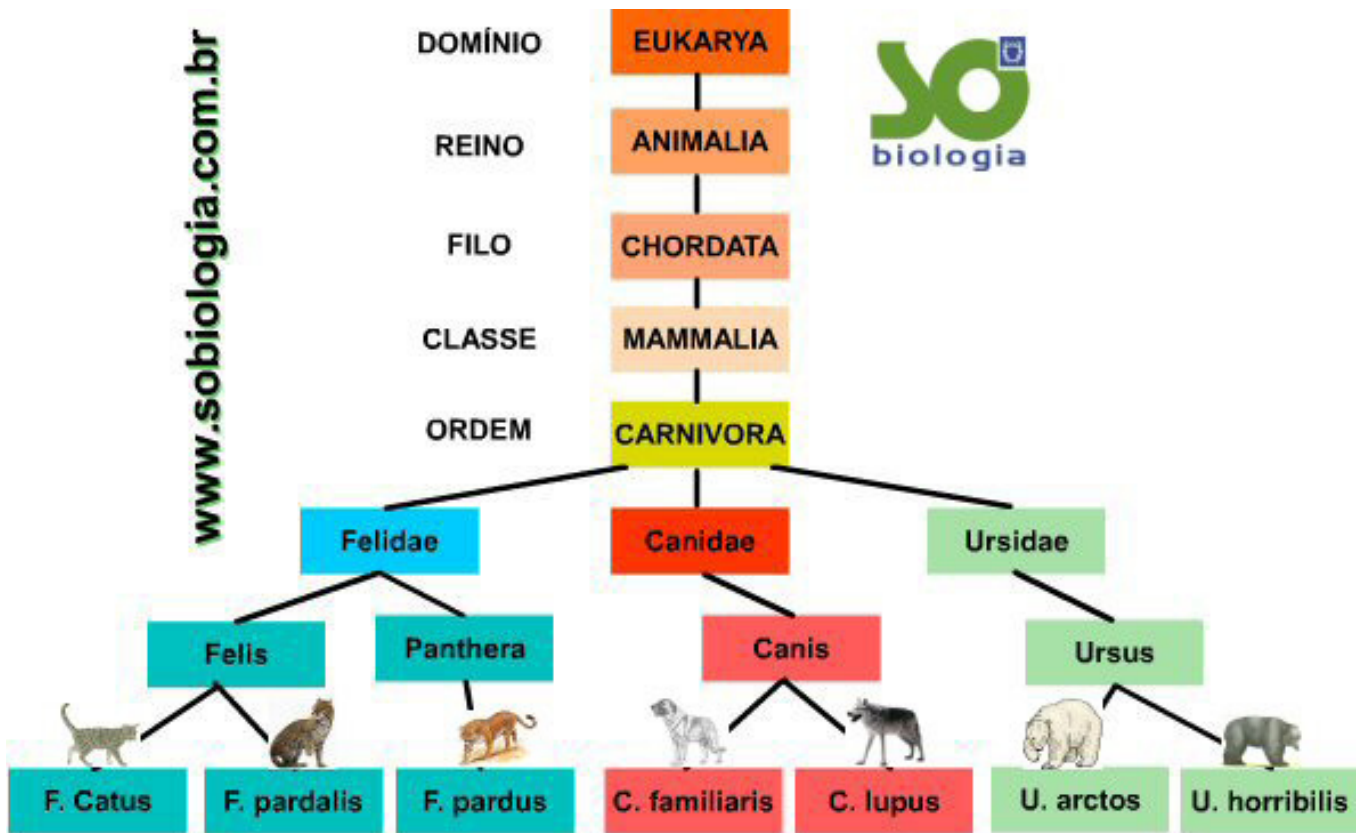 www.sobiologia.com.br
DOMÍNIO EUKARYA
SÓ
biologia
REINO ANIMALIA
FILO CHORDATA
CLASSE MAMMALIA
ORDEM CARNIVORA
Felidae Canidae Ursidae
Felis Panthera Canis Ursus
F. Catus F. pardalis F. pardus C. familiaris C. lupus U. arctos U. horribilis